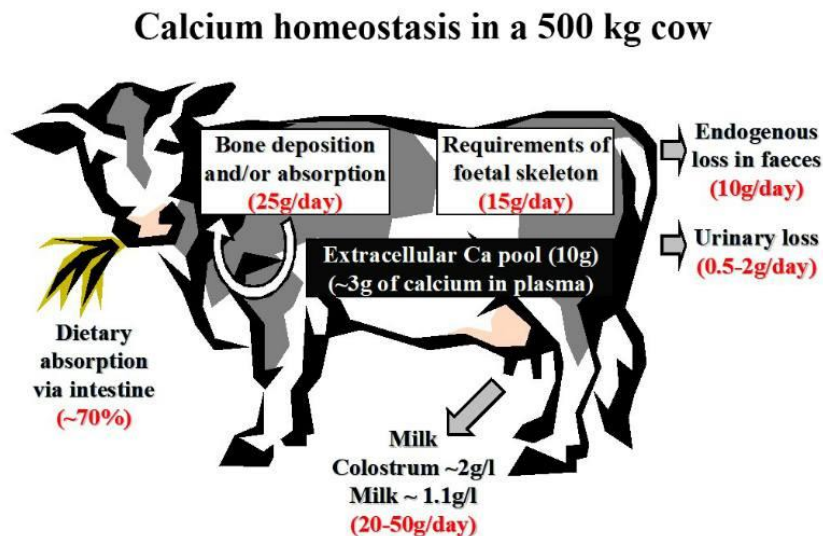 Calcium homeostasis in a 500 kg cow
Bone deposition
and/or absorption
(25g/day)
Requirements of
foetal skeleton
(15g/day)
Endogenous
loss in faeces
(10g/day)
Extracellular Ca pool (10g)
(~3g of calcium in plasma)
Urinary loss
(0.5-2g/day)
Dietary
absorption
via intestine
(~70%)
Milk
Colostrum ~2g/l
Milk ~ 1.1g/l
(20-50g/day)